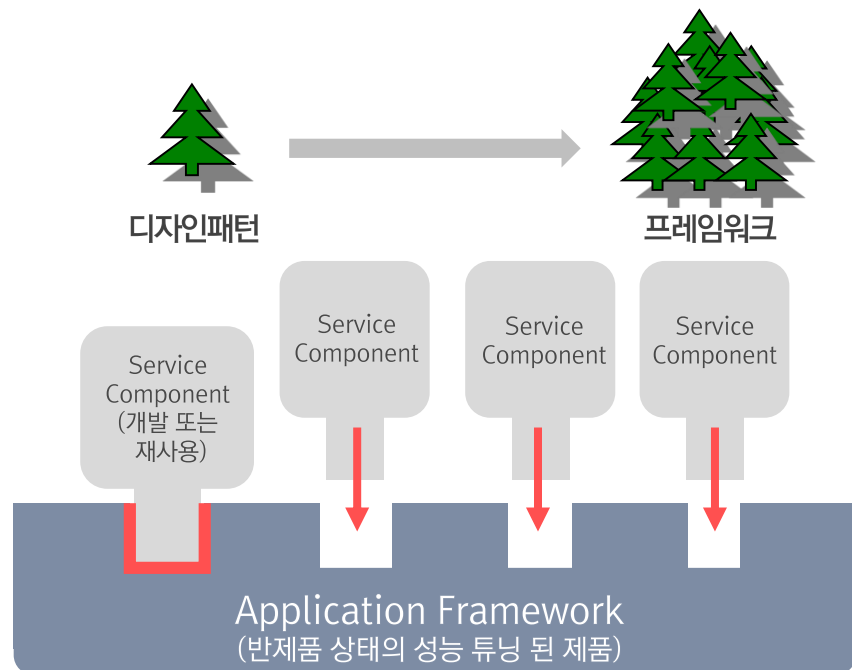 디자인패턴
프레임워크
Service
Component
(개발 또는
재사용)
Service
Component
Service
Component
Service
Component
Application Framework
(반제품 상태의 성능 튜닝 된 제품)